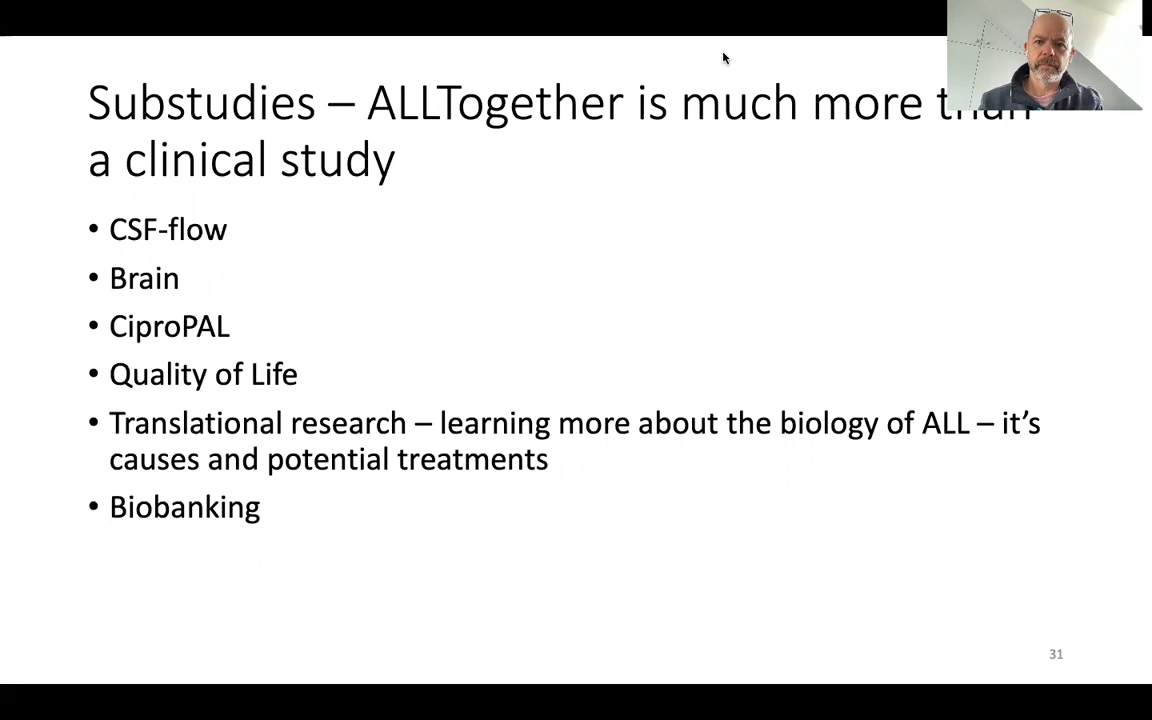 Substudies – ALLTogether is much more than
a clinical study
• CSF-flow
• Brain
• CiproPAL
• Quality of Life
• Translational research – learning more about the biology of ALL – it’s
causes and potential treatments
• Biobanking
31